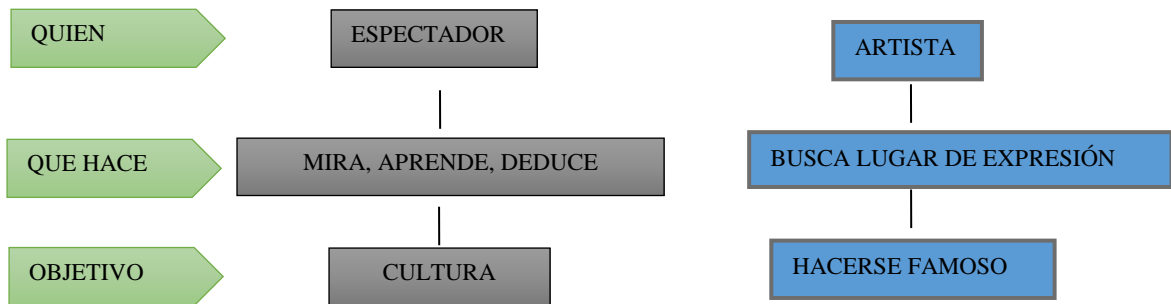 QUIEN
ESPECTADOR
ARTISTA
QUE HACE
MIRA, APRENDE, DEDUCE
BUSCA LUGAR DE EXPRESIÓN
OBJETIVO
CULTURA
HACERSE FAMOSO